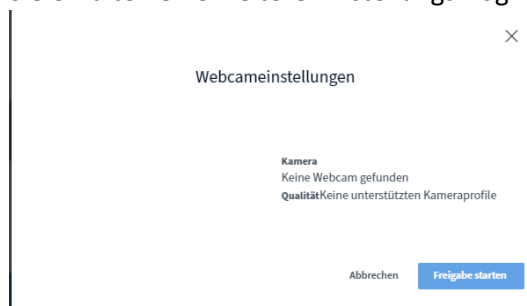 Webcameinstellungen
Kamera
Keine Webcam gefunden
QualitätKeine unterstützten Kameraprofile
Abbrechen Freigabe starten